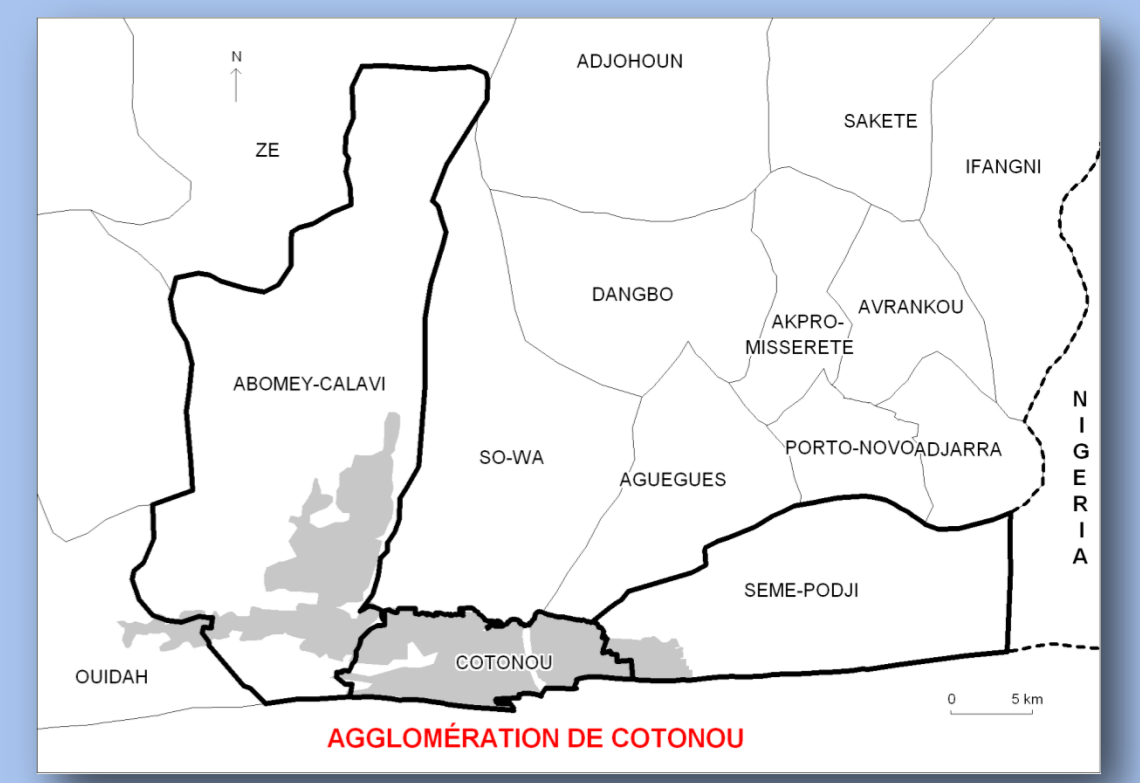 N
ADJOHOUN
SAKETE
ZE
IFANGNI
DANGBO
AVRANKOU
AKPRO-
MISSERETE
ABOMEY-CALAVI
NIGERIA
SO-WA
AGUEGUES
PORTO-NOVO
ADJARRA
SEME-PODJI
COTONOU
OUIDAH
0 5 km
AGGLOMÉRATION DE COTONOU